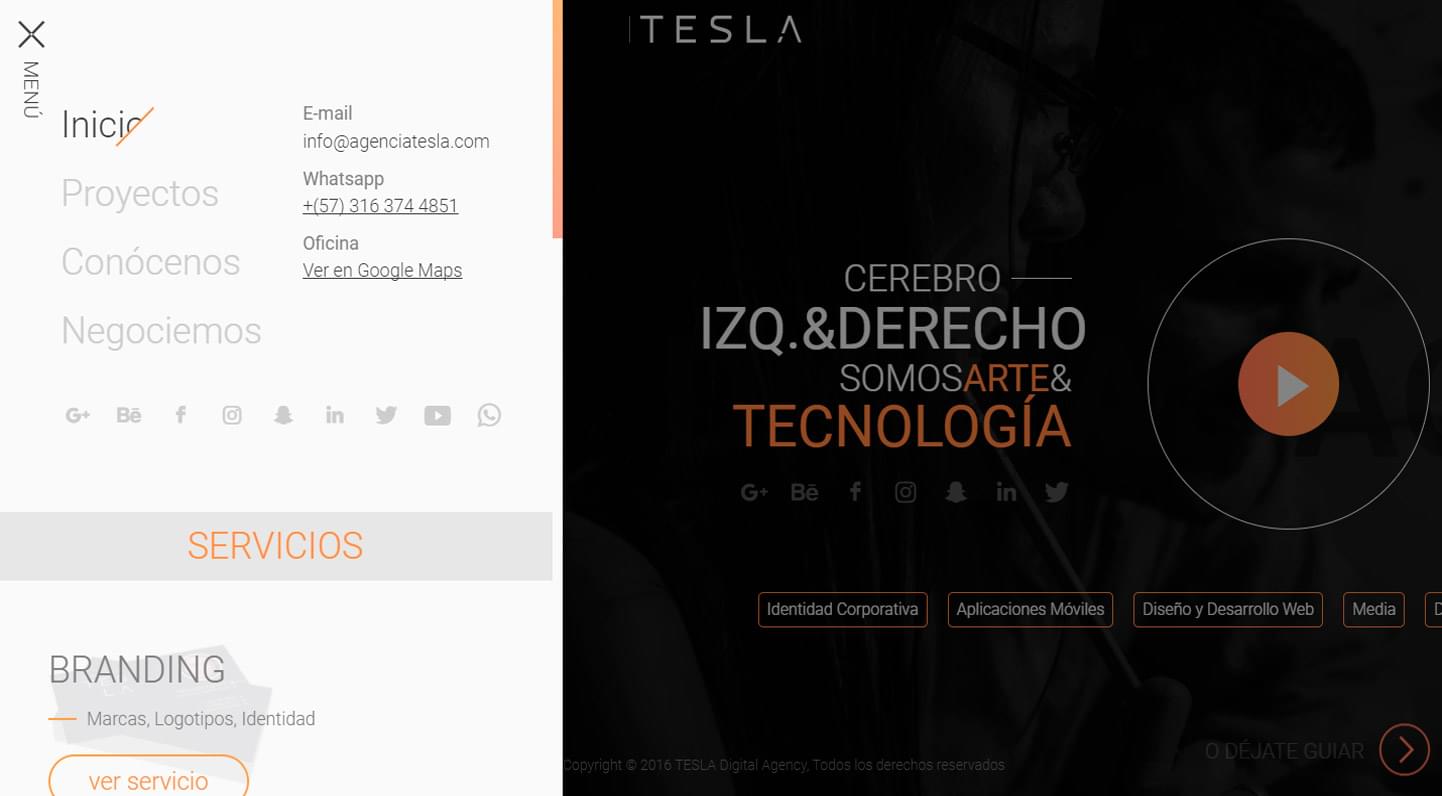 MENÚ
Inicio
Proyectos
Conócenos
Negociemos
E-mail
info@agenciatesla.com
Whatsapp
+(57) 316 374 4851
Oficina
Ver en Google Maps
SERVICIOS
BRANDING
Marcas, Logotipos, Identidad
ver servicio
TESLA
CEREBRO
IZQ.&DERECHO
SOMOSARTE&
TECNOLOGÍA
Identidad Corporativa
Aplicaciones Móviles
Diseño y Desarrollo Web
Media
O DÉJATE GUIAR
Copyright © 2016 TESLA Digital Agency, Todos los derechos reservados